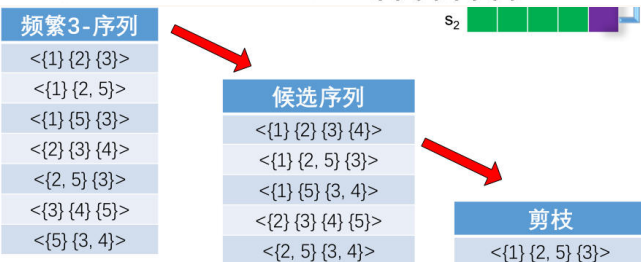 s₂
频繁3-序列
<{1} {2} {3}>
<{1} {2, 5}>
<{1} {5} {3}>
<{2} {3} {4}>
<{2, 5} {3}>
<{3} {4} {5}>
<{5} {3, 4}>
候选序列
<{1} {2} {3} {4}>
<{1} {2, 5} {3}>
<{1} {5} {3, 4}>
<{2} {3} {4} {5}>
<{2, 5} {3, 4}>
剪枝
<{1} {2, 5} {3}>